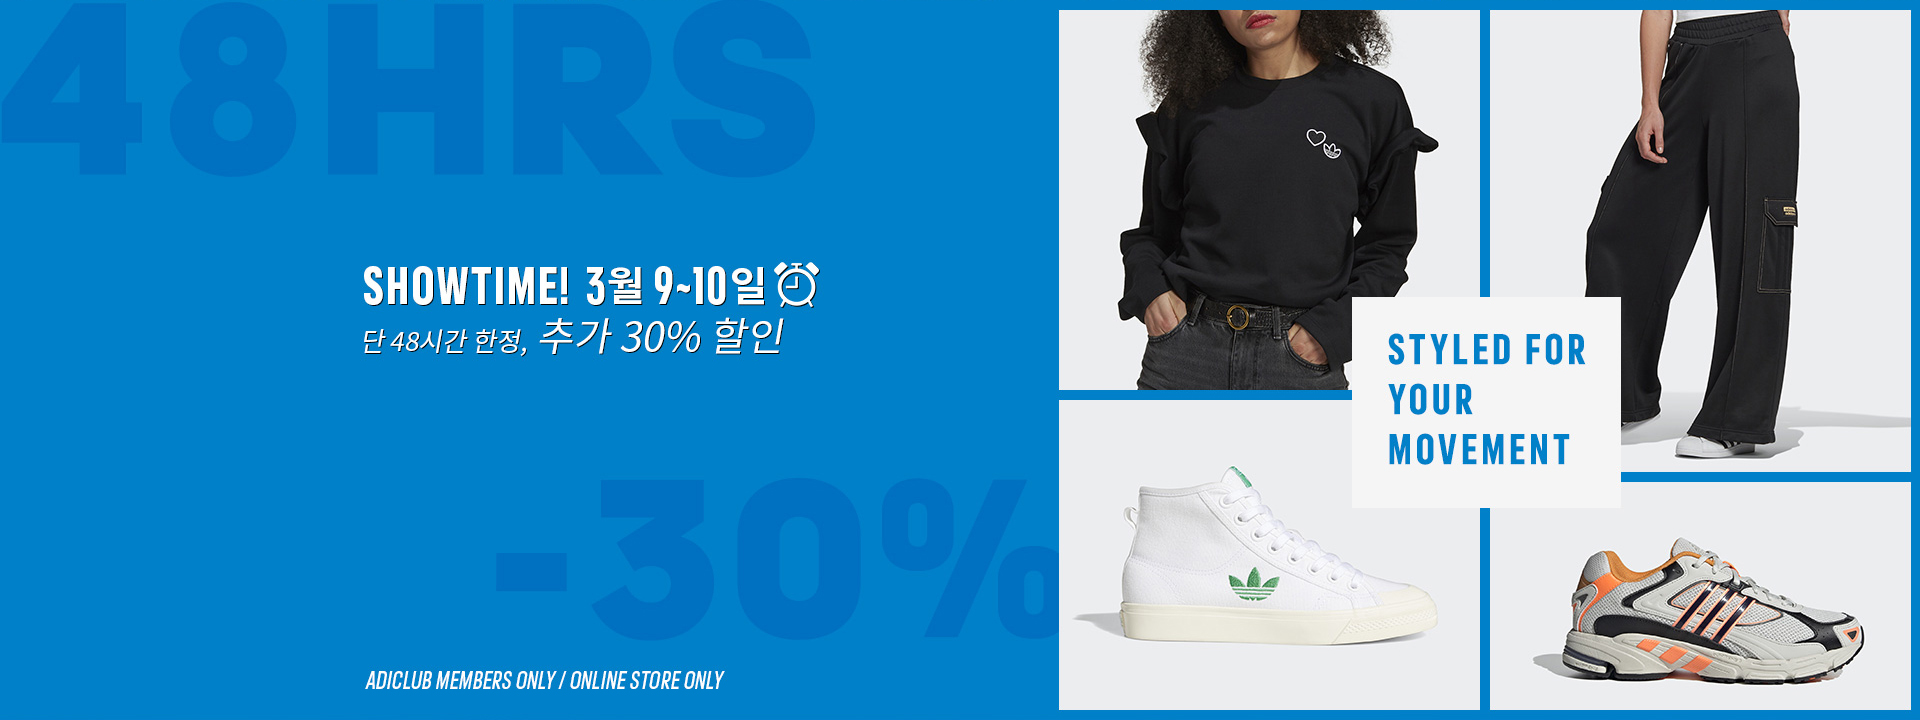 48HRS
SHOWTIME! 3월 9~10일
단 48시간 한정, 추가 30% 할인
-30%
ADICLUB MEMBERS ONLY / ONLINE STORE ONLY
STYLED FOR
YOUR
MOVEMENT